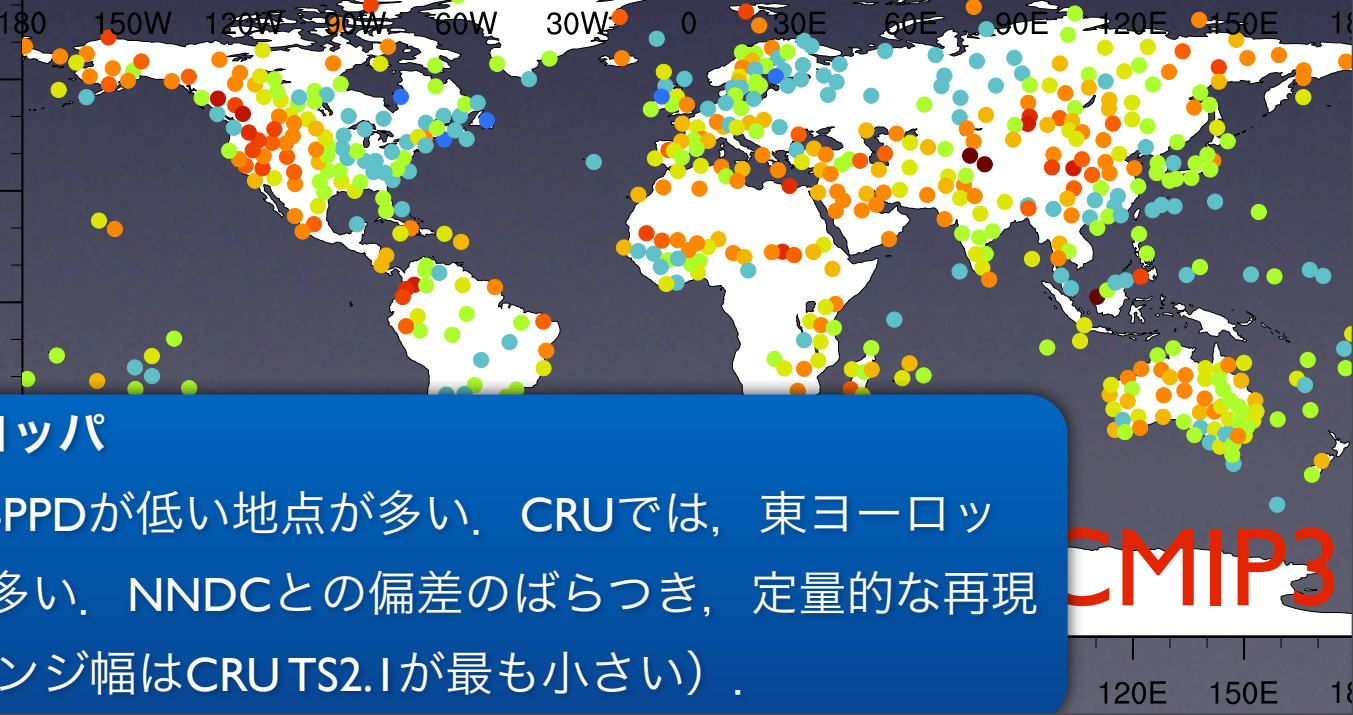 180 150W 120W 90W 60W 30W 0 30E 60E 90E 120E 150E 18
ロッパ
PPDが低い地点が多い．CRUでは，東ヨーロッ
多い．NNDCとの偏差のばらつき，定量的な再現
ンジ幅はCRU TS2.1が最も小さい）．
CMIP3
120E 150E 18